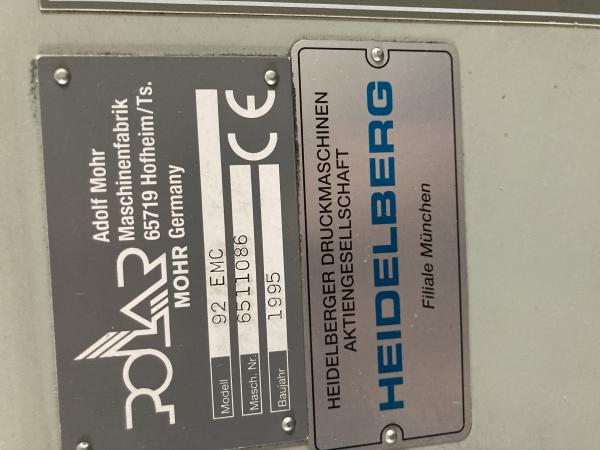 POLAR
MOHR
Adolf Mohr
Maschinenfabrik
65719 Hofheim/Ts.
Germany
Modell 92 EMC
Masch. Nr. 6511086
Baujahr 1995
CE
HEIDELBERGER DRUCKMASCHINEN
AKTIENGESELLSCHAFT
HEIDELBERG
Filiale München